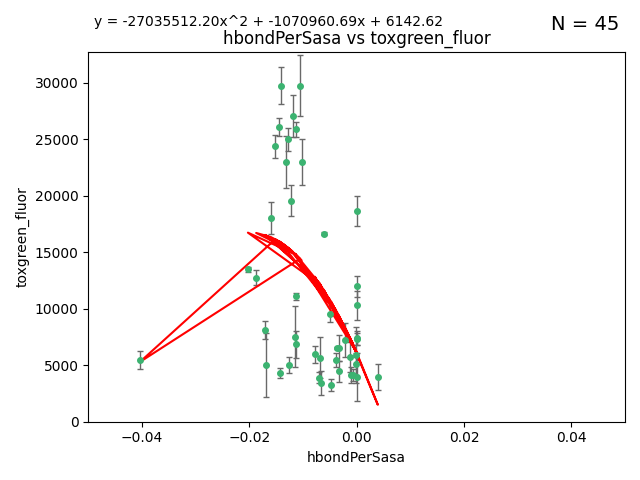 y = -27035512.20x^2 + -1070960.69x + 6142.62
N = 45
hbondPerSasa vs toxgreen_fluor
30000
25000
20000
15000
10000
5000
0
toxgreen_fluor
−0.04
−0.02
0.00
0.02
0.04
hbondPerSasa